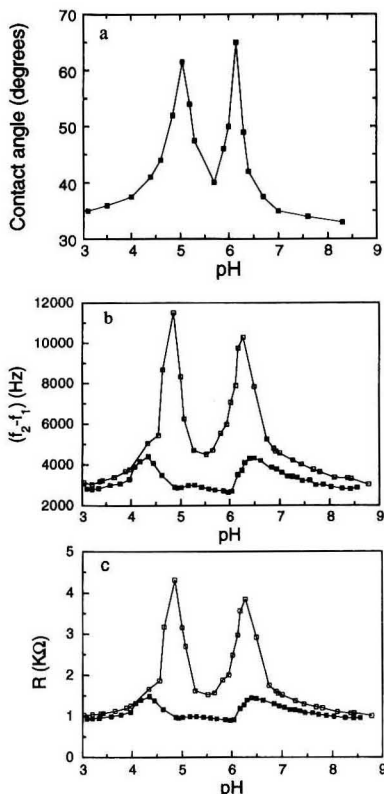 a
Contact angle (degrees)
70
60
50
40
30
3 4 5 6 7 8 9
pH
b
(f₂-f₁) (Hz)
12000
10000
8000
6000
4000
2000
3 4 5 6 7 8 9
pH
c
R (KΩ)
5
4
3
2
1
0
3 4 5 6 7 8 9
pH